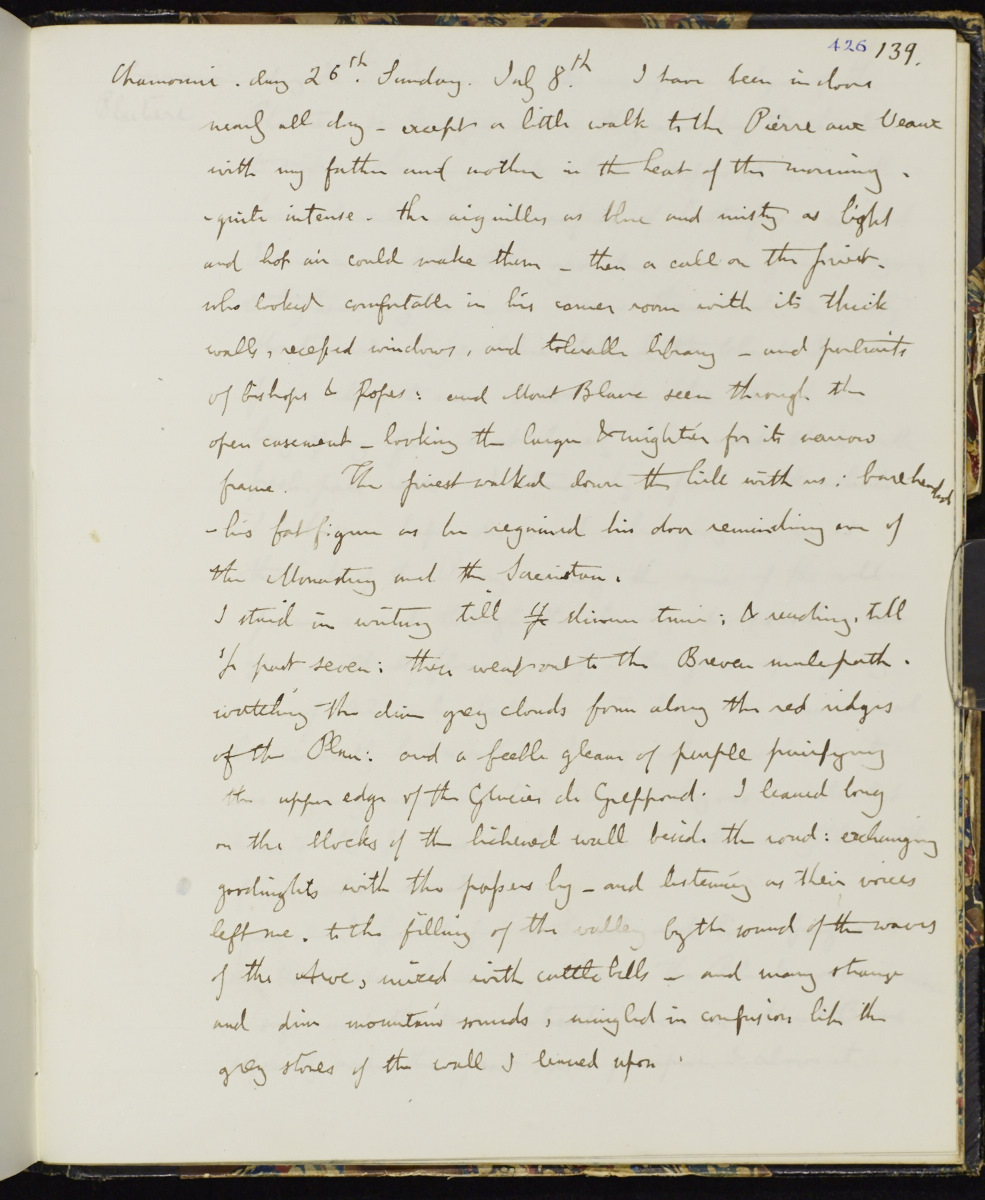 426 139.
Chamonix. day 26th. Sunday. July 8th. I have been indoors
nearly all day - except a little walk to the Pierre aux Veaux
with my father and mother in the heat of the morning.
- quite intense - the aiguilles as blue and misty as light
and hot air could make them - then a call on the priest.
who looked comfortable in his corner room with its thick
walls, recessed windows, and tolerable library - and portraits
of bishops & Popes: and Mont Blanc seen through the
open casement - looking the larger & mightier for its narrow
frame. The priest walked down the hill with us: bareheaded
- his fat figure as he regained his door reminding one of
the Monastery and the Sacristan.
I staid in writing till dinner time; & reading, till
1/2 past seven: then went out to the Breven mulepath.
watching the dim grey clouds form along the red ridges
of the Plan: and a feeble gleam of purple purifying
the upper edge of the Glacier de Greppond. I leaned long
on the blocks of the lichened wall beside the road: exchanging
goodnights with the passers by - and listening as their voices
left me. to the filling of the valley by the sound of the waves
of the Arve, mixed with cattle bells - and many strange
and dim mountain sounds, mingled in confusion like the
grey stones of the wall I leaned upon.